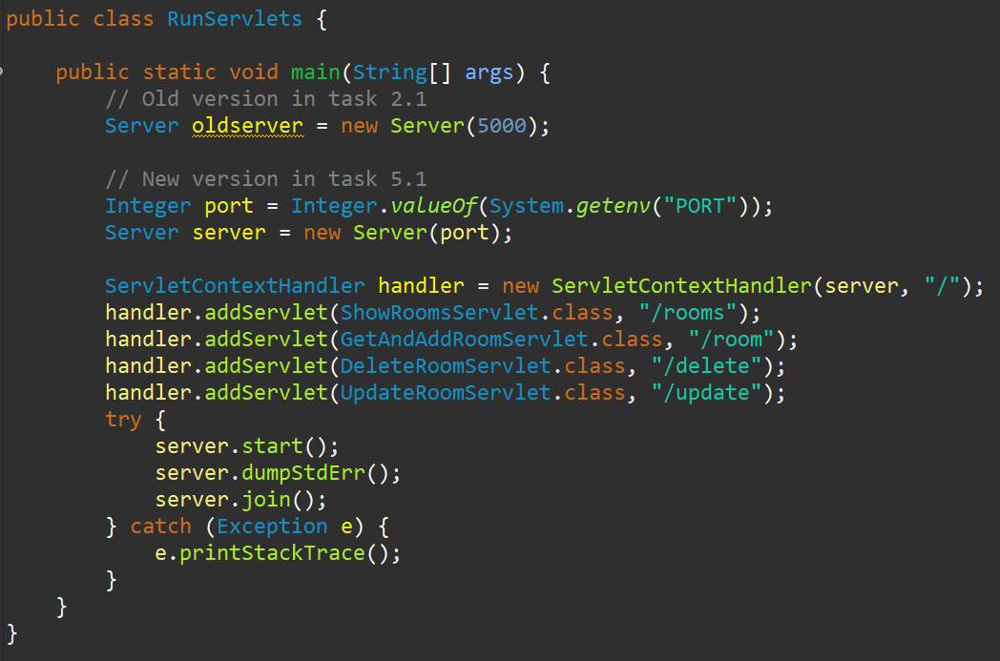 public class RunServlets {
public static void main(String[] args) {
// Old version in task 2.1
Server oldserver = new Server(5000);
// New version in task 5.1
Integer port = Integer.valueOf(System.getenv("PORT"));
Server server = new Server(port);
ServletContextHandler handler = new ServletContextHandler(server, "/");
handler.addServlet(ShowRoomsServlet.class, "/rooms");
handler.addServlet(GetAndAddRoomServlet.class, "/room");
handler.addServlet(DeleteRoomServlet.class, "/delete");
handler.addServlet(UpdateRoomServlet.class, "/update");
try {
server.start();
server.dumpStdErr();
server.join();
} catch (Exception e) {
e.printStackTrace();
}
}
}